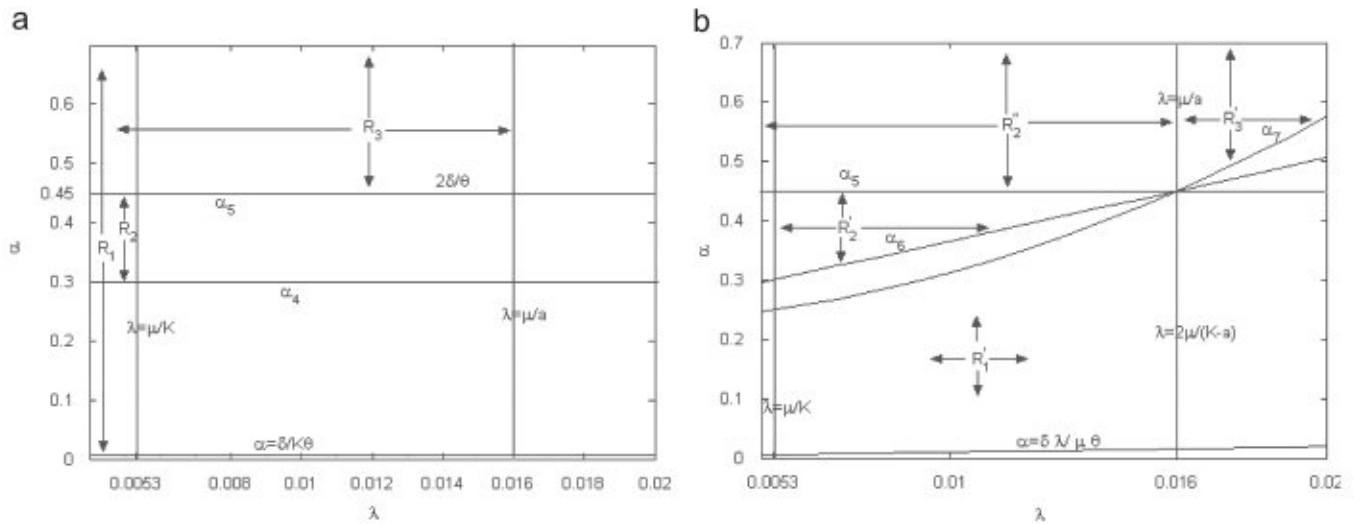 a
α
0.6
0.5
0.45
0.4
0.3
0.2
0.1
0
R₁
R₂
R₃
2δ/θ
α₅
α₄
λ=μ/K
λ=μ/a
α=δ/Kθ
0.0053
0.008
0.01
0.012
0.014
0.016
0.02
λ
b
α
0.7
0.6
0.5
0.4
0.3
0.2
0.1
0
R₂''
λ=μ/a
R₃'
α₇
α₅
R₂'
α₆
R₁'
λ=2μ/(K-a)
λ=μ/K
α=δ λ/ μ θ
0.0053
0.01
0.016
0.02
λ